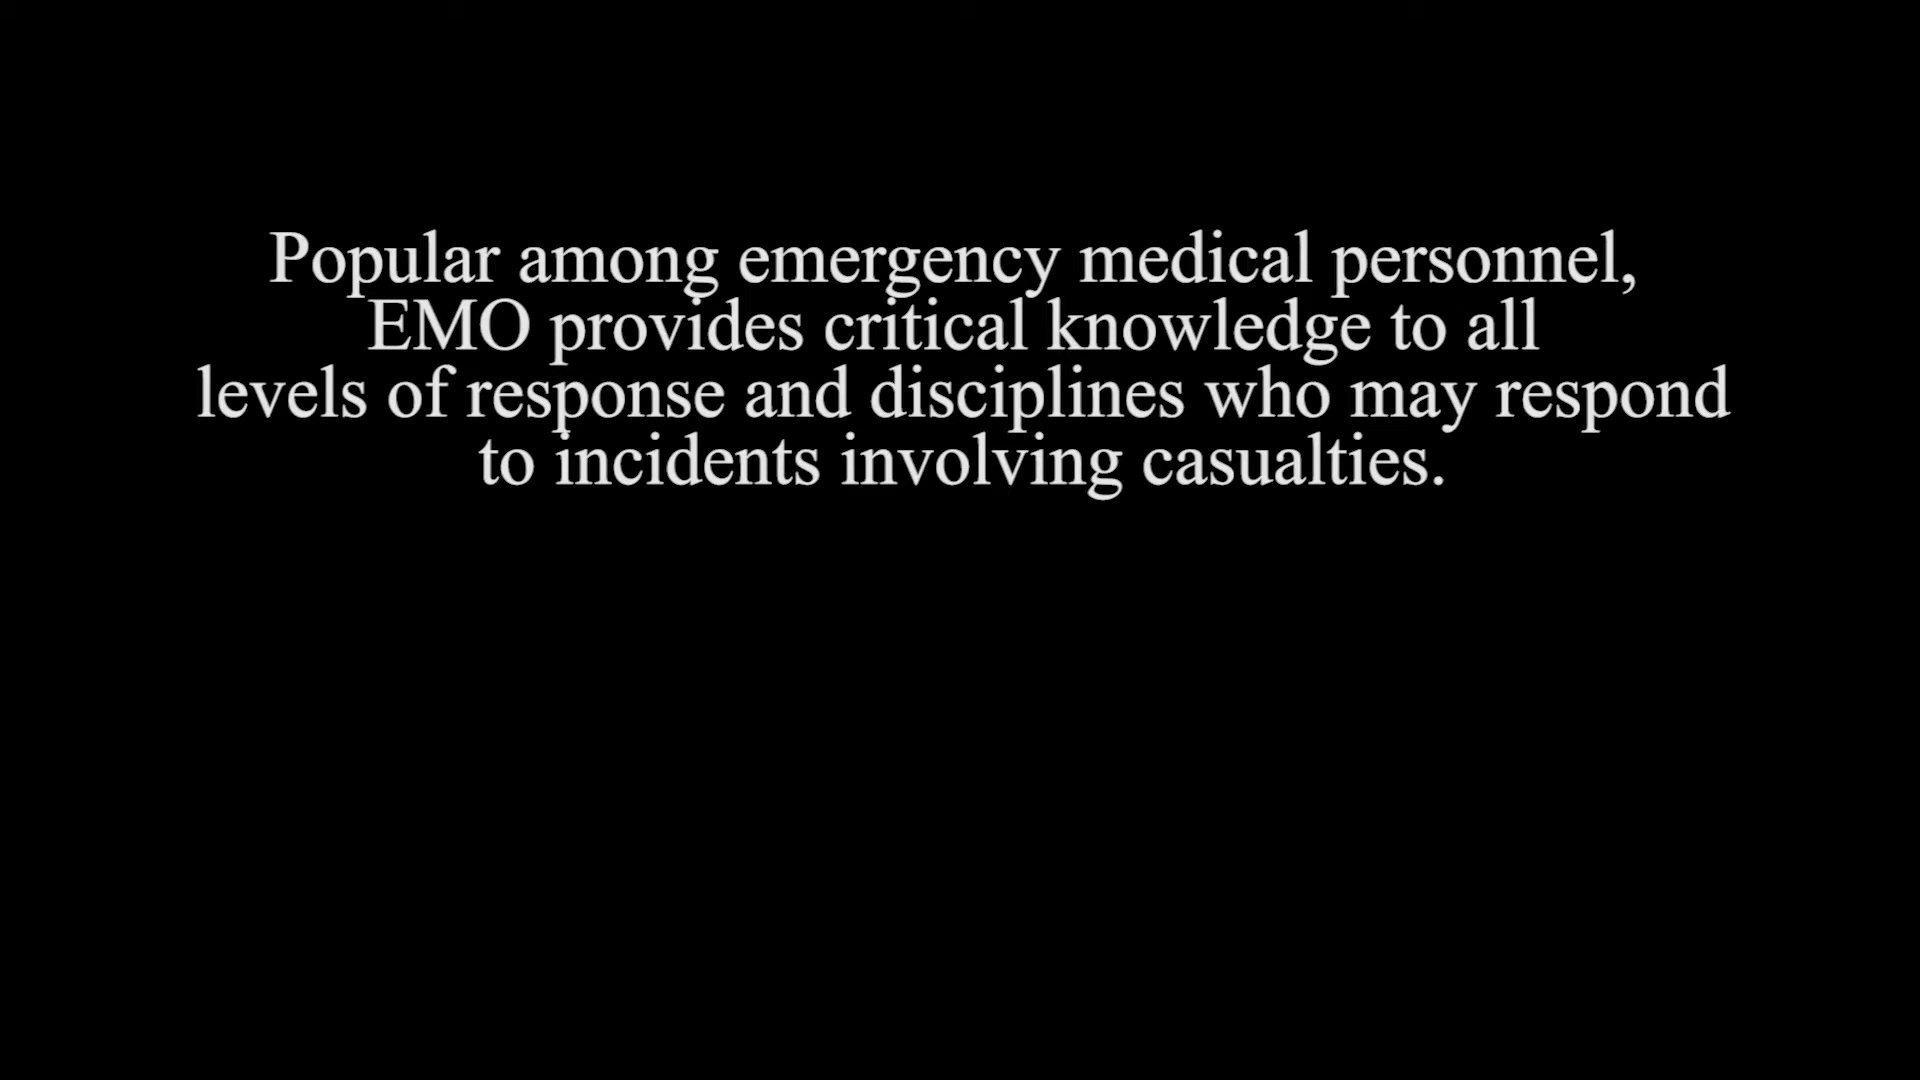 Popular among emergency medical personnel,
EMO provides critical knowledge to all
levels of response and disciplines who may respond
to incidents involving casualties.